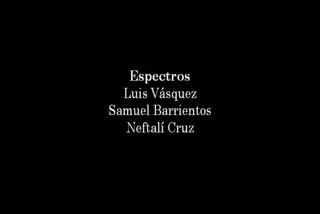 Espectros
Luis Vásquez
Samuel Barrientos
Neftalí Cruz